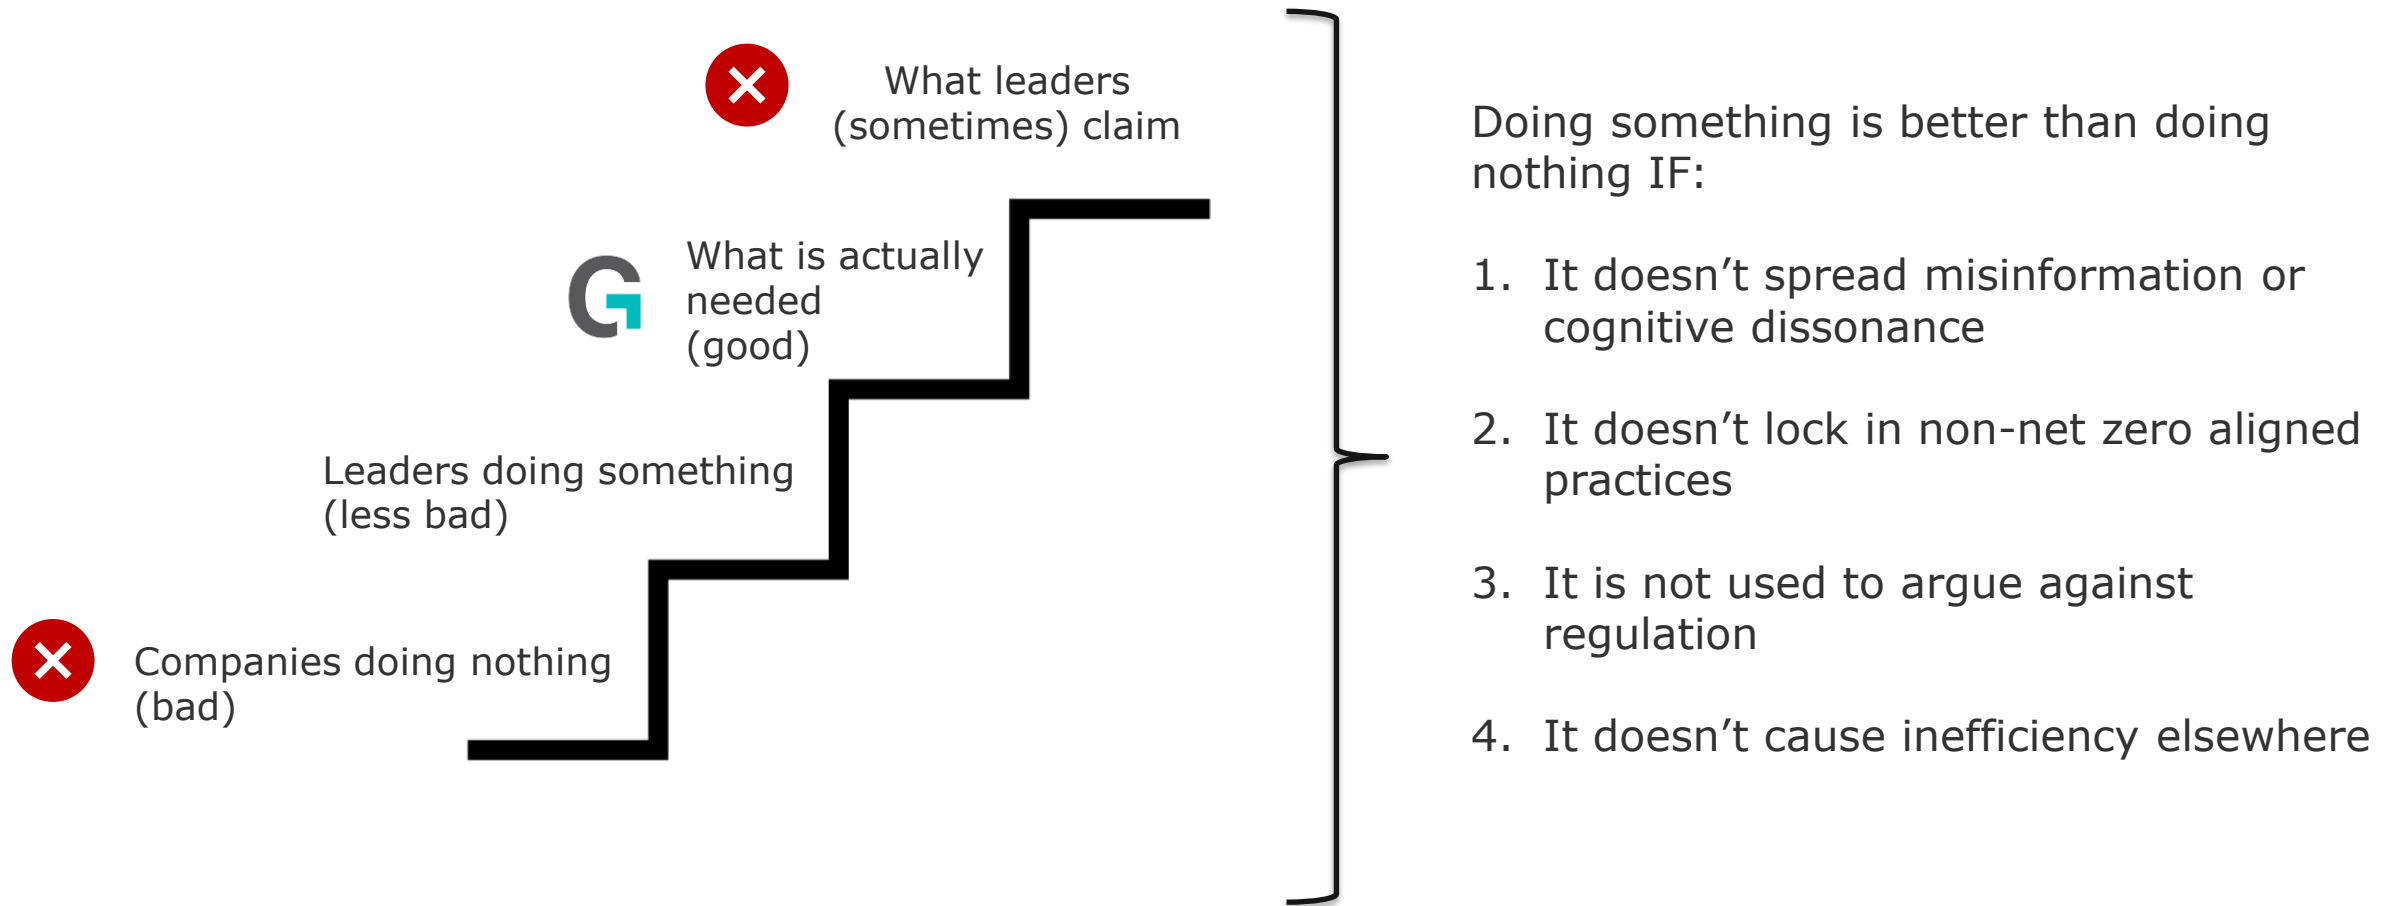 What leaders
(sometimes) claim
What is actually
needed
(good)
Leaders doing something
(less bad)
Companies doing nothing
(bad)
Doing something is better than doing
nothing IF:
1. It doesn’t spread misinformation or
cognitive dissonance
2. It doesn’t lock in non-net zero aligned
practices
3. It is not used to argue against
regulation
4. It doesn’t cause inefficiency elsewhere